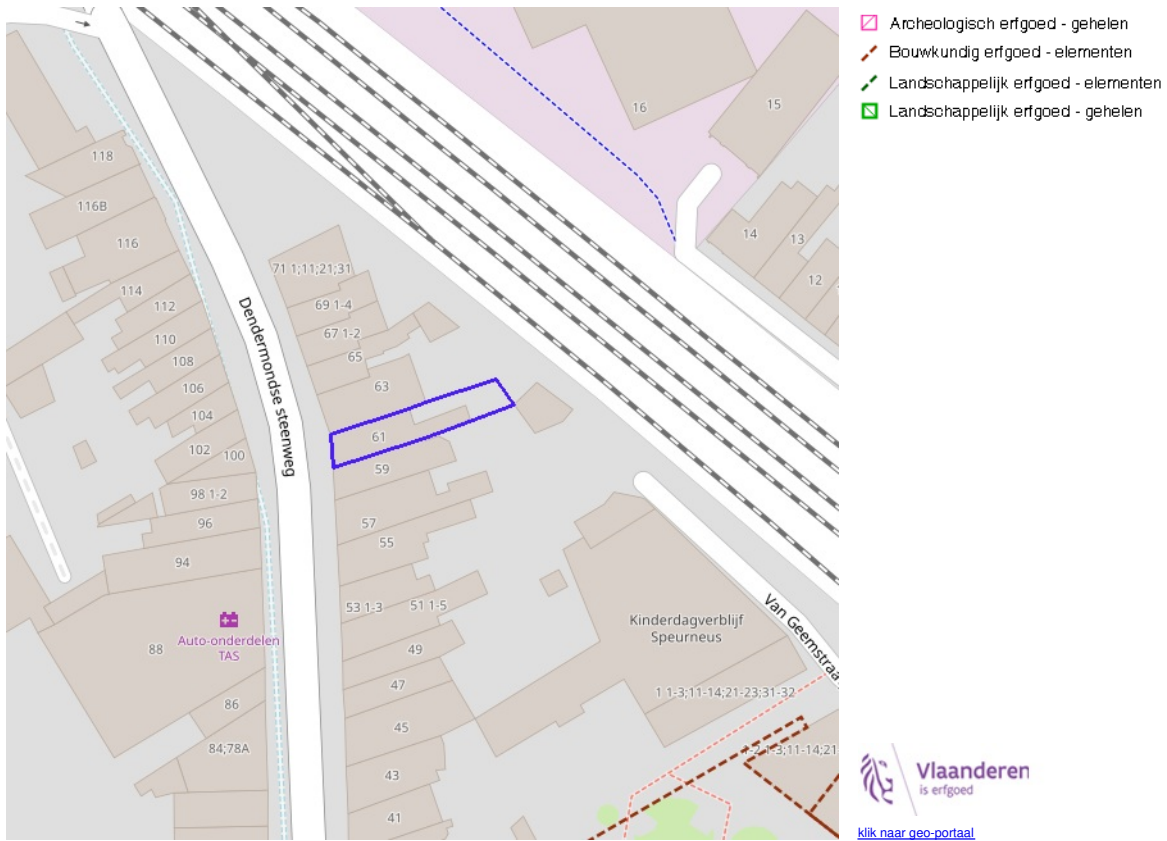 Archeologisch erfgoed - gehelen
Bouwkundig erfgoed - elementen
Landschappelijk erfgoed - elementen
Landschappelijk erfgoed - gehelen
16
15
118
116B
116
14
13
12
71 1;11;21;31
114
112
69 1-4
67 1-2
110
65
108
63
106
104
61
102
100
59
98 1-2
57
96
55
94
53 1-3
51 1-5
Dendermondse steenweg
Van Geemstraa
Kinderdagverblijf
Speurneus
Auto-onderdelen
TAS
88
49
47
1 1-3;11-14;21-23;31-32
86
45
84;78A
43
41
Vlaanderen
is erfgoed
klik naar geo-portaal